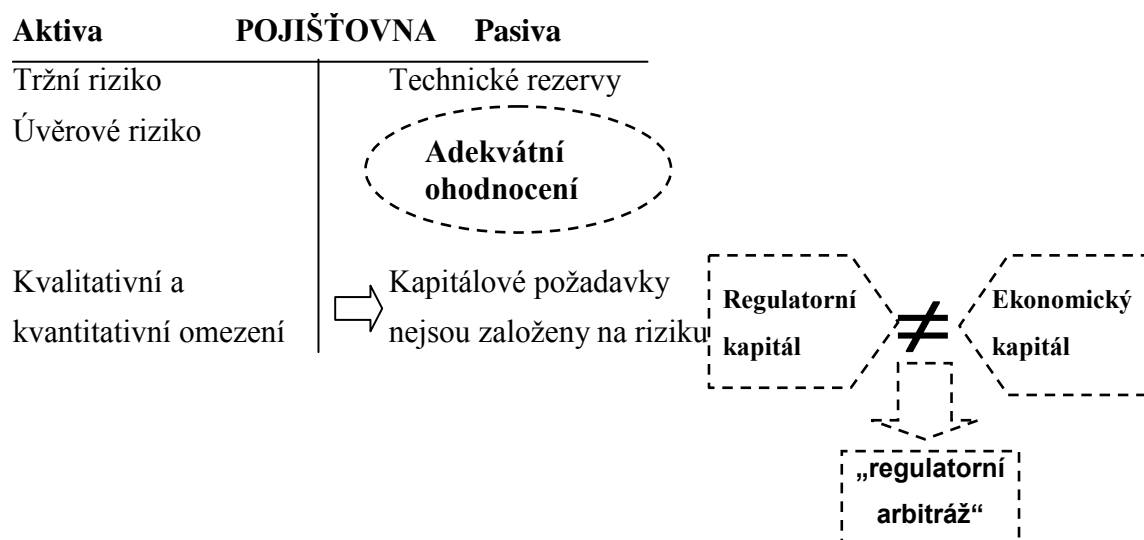 Aktiva POJIŠŤOVNA Pasiva
Tržní riziko Technické rezervy
Úvěrové riziko
Adekvátní
ohodnocení
Kvalitativní a Kapitálové požadavky
kvantitativní omezení nejsou založeny na riziku
Regulatorní
kapitál
≠
Ekonomický
kapitál
„regulatorní
arbitráž“